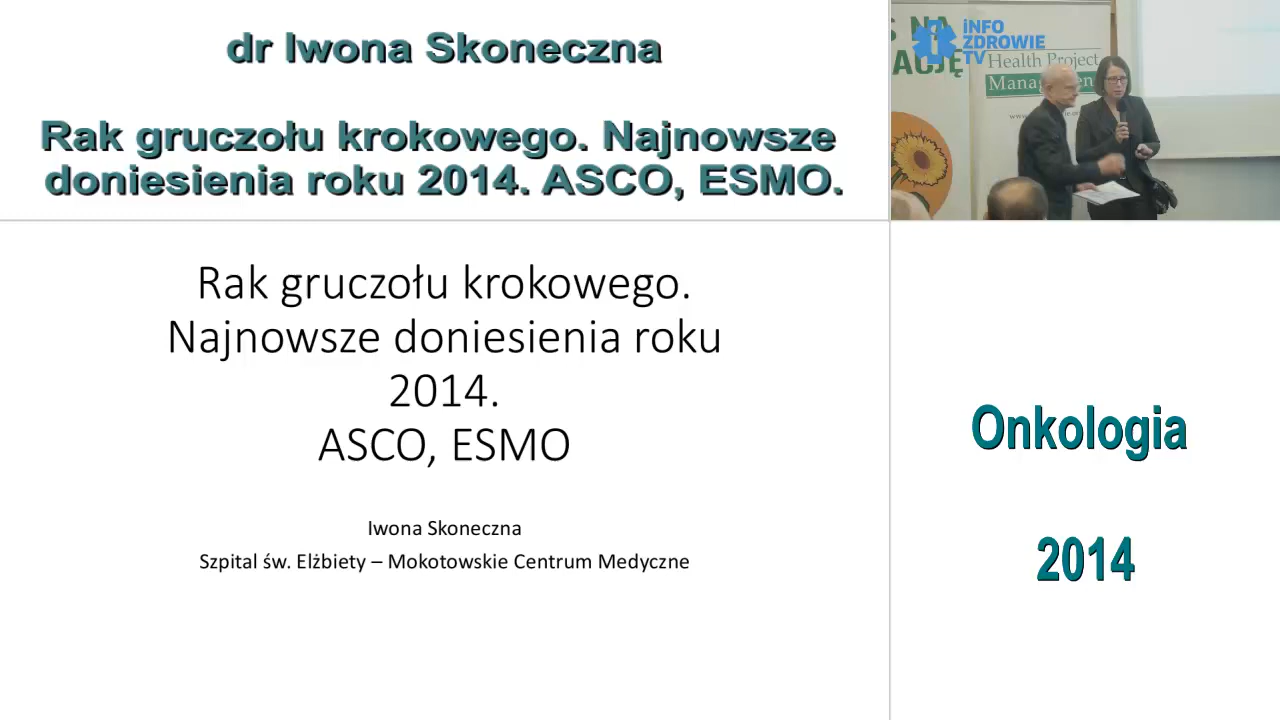 dr Iwona Skoneczna
Rak gruczołu krokowego. Najnowsze
doniesienia roku 2014. ASCO, ESMO.
iNFO
ZDROWIE
TV
Health Project
Rak gruczołu krokowego.
Najnowsze doniesienia roku
2014.
ASCO, ESMO
Iwona Skoneczna
Szpital św. Elżbiety – Mokotowskie Centrum Medyczne
Onkologia
2014